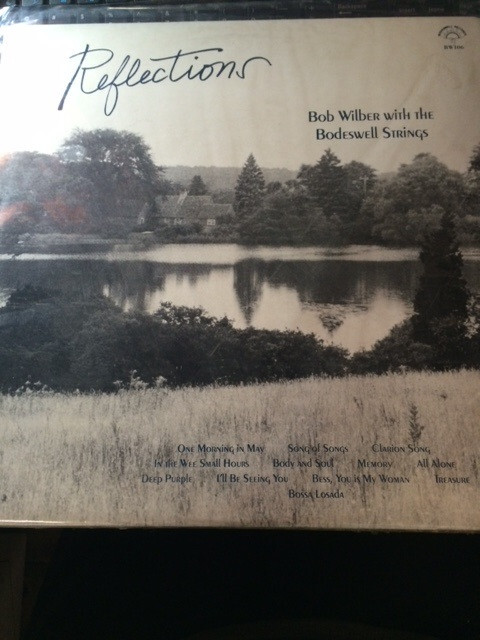 Reflections
Bob Wilber with the
Bodeswell Strings
One Morning in May Song of Songs Clarion Song
In the Wee Small Hours Body and Soul Memory All Alone
Deep Purple I'll Be Seeing You Bess, You is My Woman Treasure
Bossa Losada